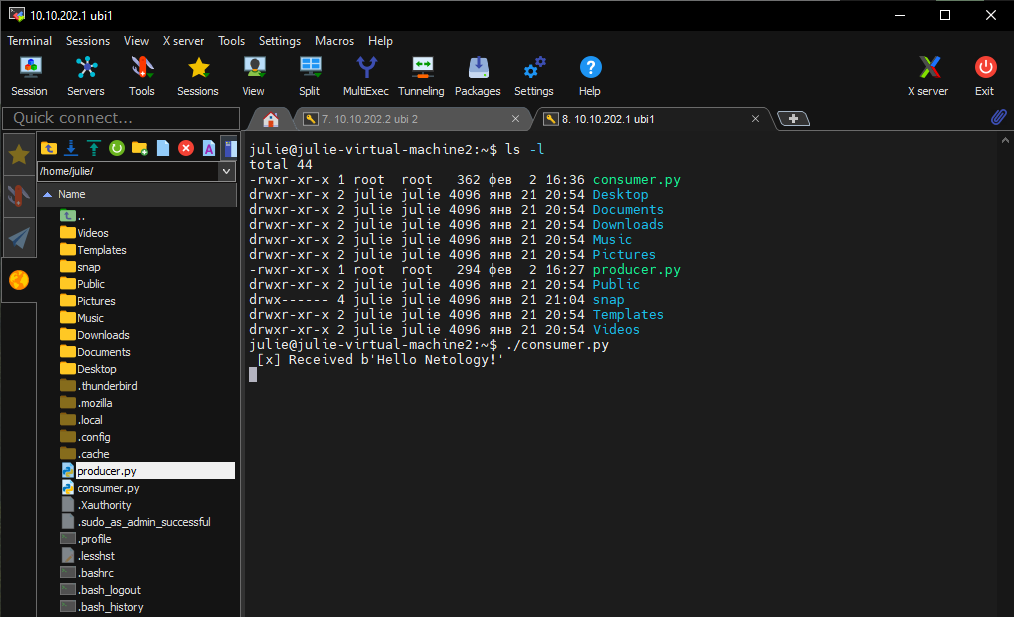 10.10.202.1 ubi1
Terminal Sessions View X server Tools Settings Macros Help
Session Servers Tools Sessions View Split MultiExec Tunneling Packages Settings Help X server Exit
Quick connect...
7. 10.10.202.2 ubi 2
8. 10.10.202.1 ubi1
/home/julie/
Name
..
Videos
Templates
snap
Public
Pictures
Music
Downloads
Documents
Desktop
.thunderbird
.mozilla
.local
.config
.cache
producer.py
consumer.py
.Xauthority
.sudo_as_admin_successful
.profile
.lesshst
.bashrc
.bash_logout
.bash_history
julie@julie-virtual-machine2:~$ ls -l
total 44
-rwxr-xr-x 1 root  root   362 фев  2 16:36 consumer.py
drwxr-xr-x 2 julie julie 4096 янв 21 20:54 Desktop
drwxr-xr-x 2 julie julie 4096 янв 21 20:54 Documents
drwxr-xr-x 2 julie julie 4096 янв 21 20:54 Downloads
drwxr-xr-x 2 julie julie 4096 янв 21 20:54 Music
drwxr-xr-x 2 julie julie 4096 янв 21 20:54 Pictures
-rwxr-xr-x 1 root  root   294 фев  2 16:27 producer.py
drwxr-xr-x 2 julie julie 4096 янв 21 20:54 Public
drwx------ 4 julie julie 4096 янв 21 21:04 snap
drwxr-xr-x 2 julie julie 4096 янв 21 20:54 Templates
drwxr-xr-x 2 julie julie 4096 янв 21 20:54 Videos
julie@julie-virtual-machine2:~$ ./consumer.py
[x] Received b'Hello Netology!'